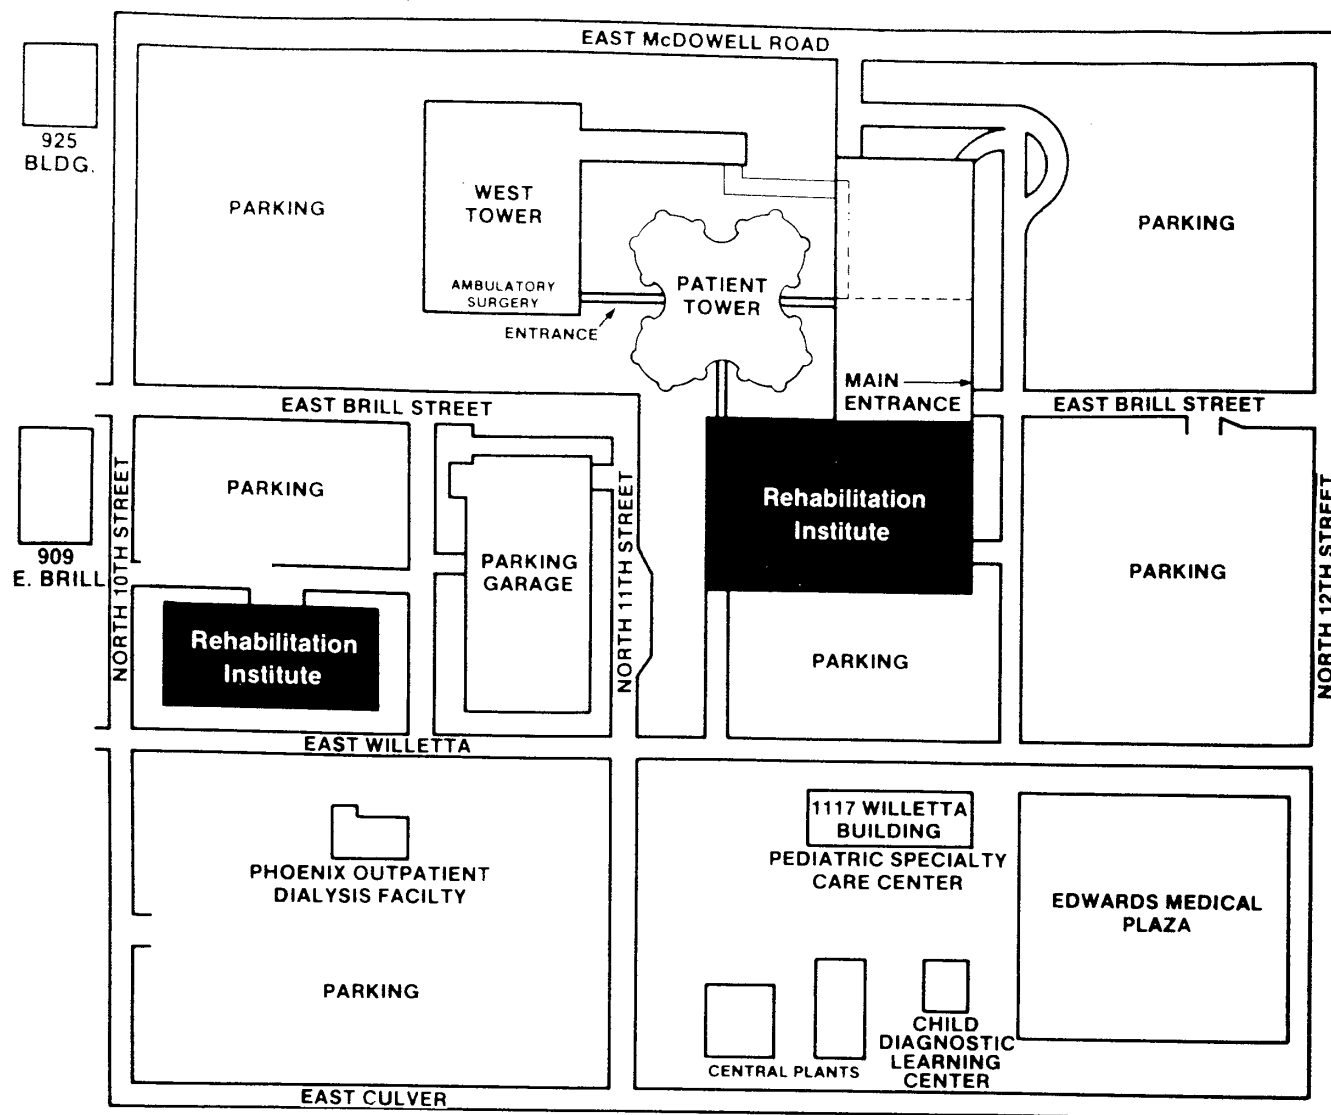 EAST McDOWELL ROAD
925
BLDG.
PARKING
WEST
TOWER
AMBULATORY
SURGERY
ENTRANCE
PATIENT
TOWER
PARKING
MAIN
ENTRANCE
EAST BRILL STREET
EAST BRILL STREET
909
E. BRILL
NORTH 10TH STREET
PARKING
PARKING
GARAGE
NORTH 11TH STREET
Rehabilitation
Institute
PARKING
NORTH 12TH STREET
Rehabilitation
Institute
PARKING
EAST WILLETTA
PHOENIX OUTPATIENT
DIALYSIS FACILTY
1117 WILLETTA
BUILDING
PEDIATRIC SPECIALTY
CARE CENTER
EDWARDS MEDICAL
PLAZA
PARKING
CENTRAL PLANTS
CHILD
DIAGNOSTIC
LEARNING
CENTER
EAST CULVER